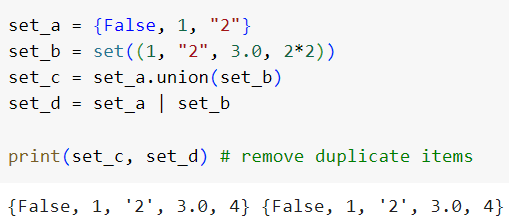 set_a = {False, 1, "2"}
set_b = set((1, "2", 3.0, 2*2))
set_c = set_a.union(set_b)
set_d = set_a | set_b
print(set_c, set_d) # remove duplicate items
{False, 1, '2', 3.0, 4} {False, 1, '2', 3.0, 4}